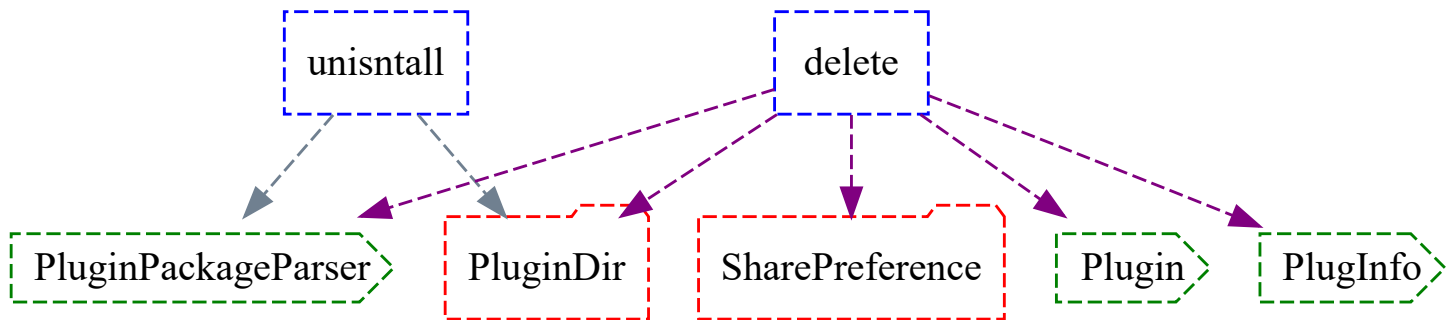 unisntall
delete
PluginPackageParser
PluginDir
SharePreference
Plugin
PlugInfo